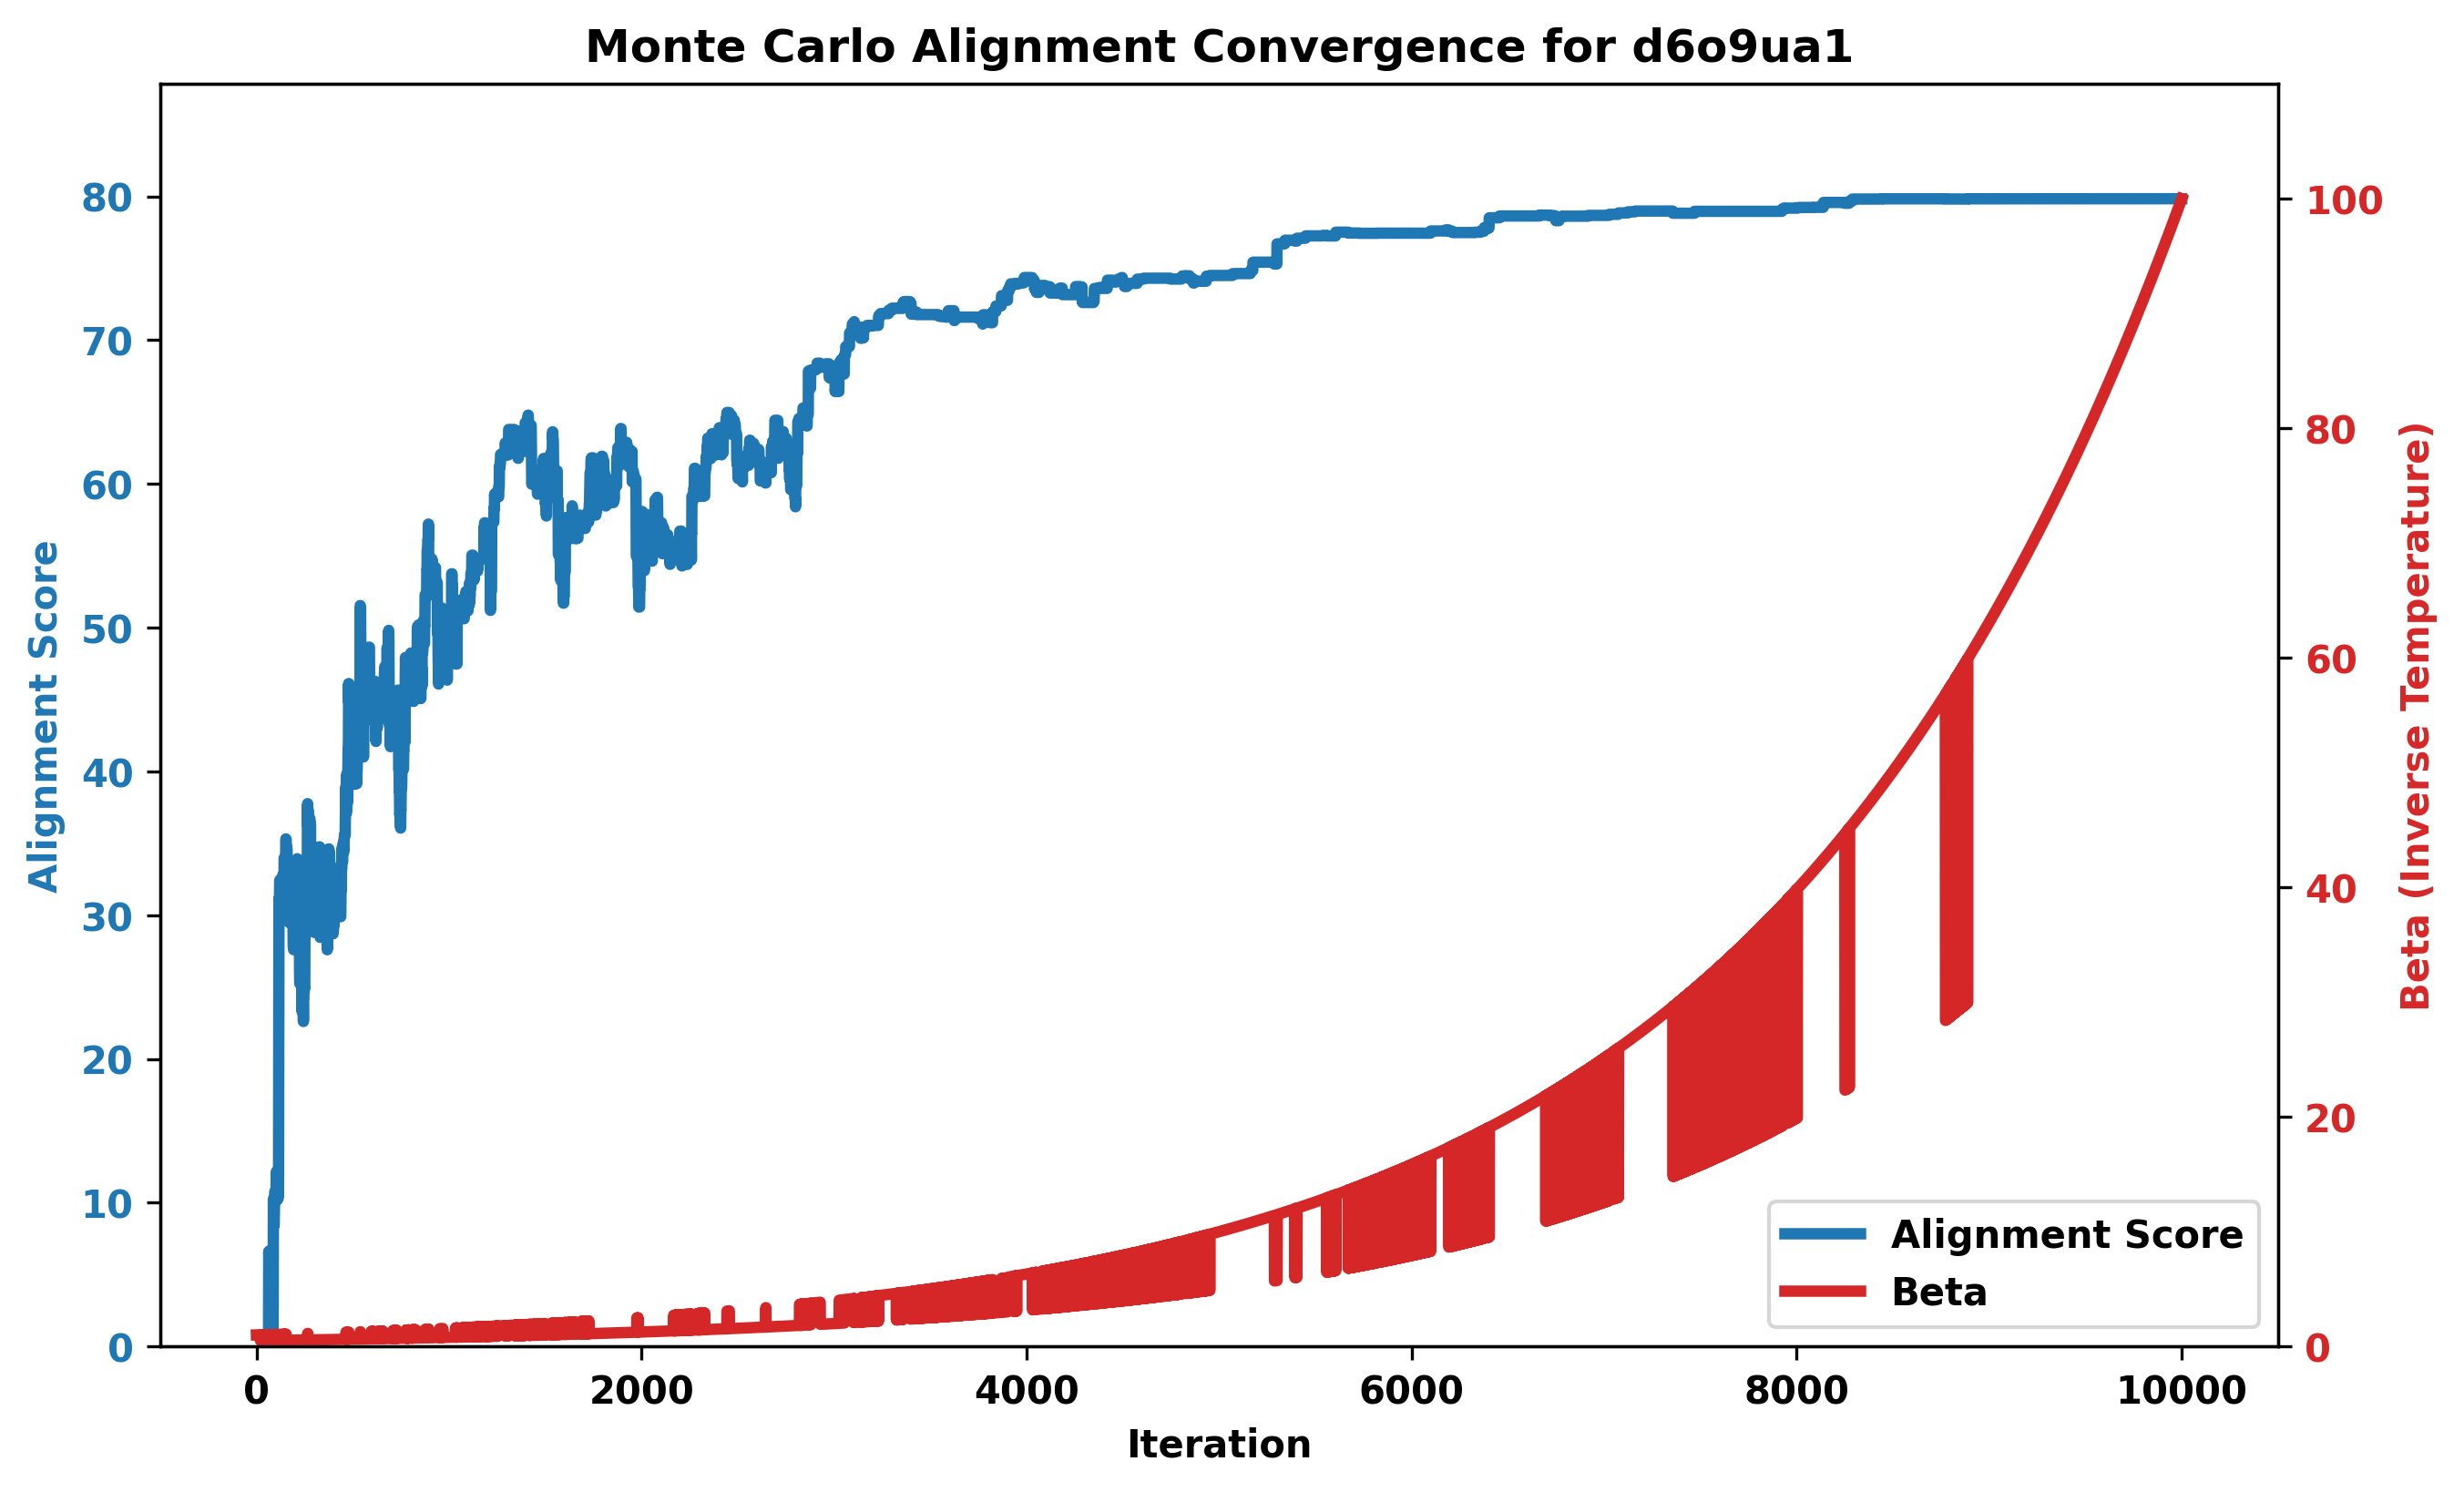 Monte Carlo Alignment Convergence for d6o9ua1
Alignment Score
80
70
60
50
40
30
20
10
0
100
80
60
40
20
0
Beta (Inverse Temperature)
Alignment Score
Beta
0 2000 4000 6000 8000 10000
Iteration